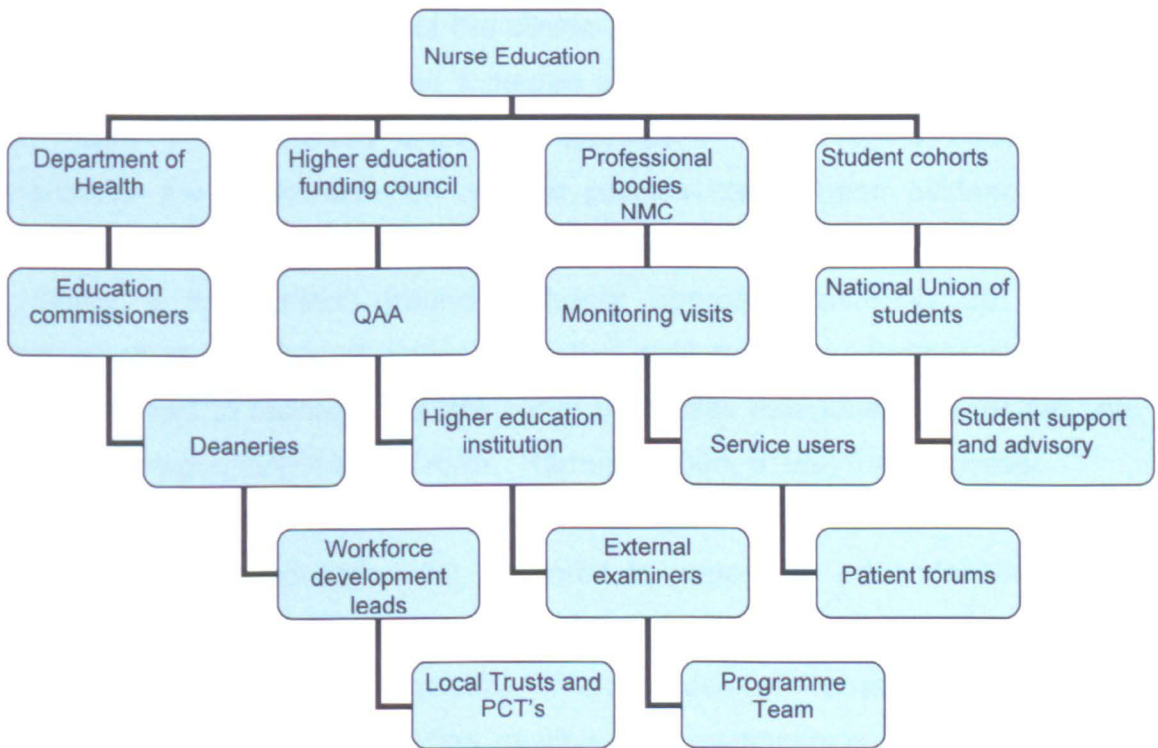 Nurse Education
Department of
Health
Higher education
funding council
Professional
bodies
NMC
Student cohorts
Education
commissioners
QAA
Monitoring visits
National Union of
students
Deaneries
Higher education
institution
Service users
Student support
and advisory
Workforce
development
leads
External
examiners
Patient forums
Local Trusts and
PCT's
Programme
Team